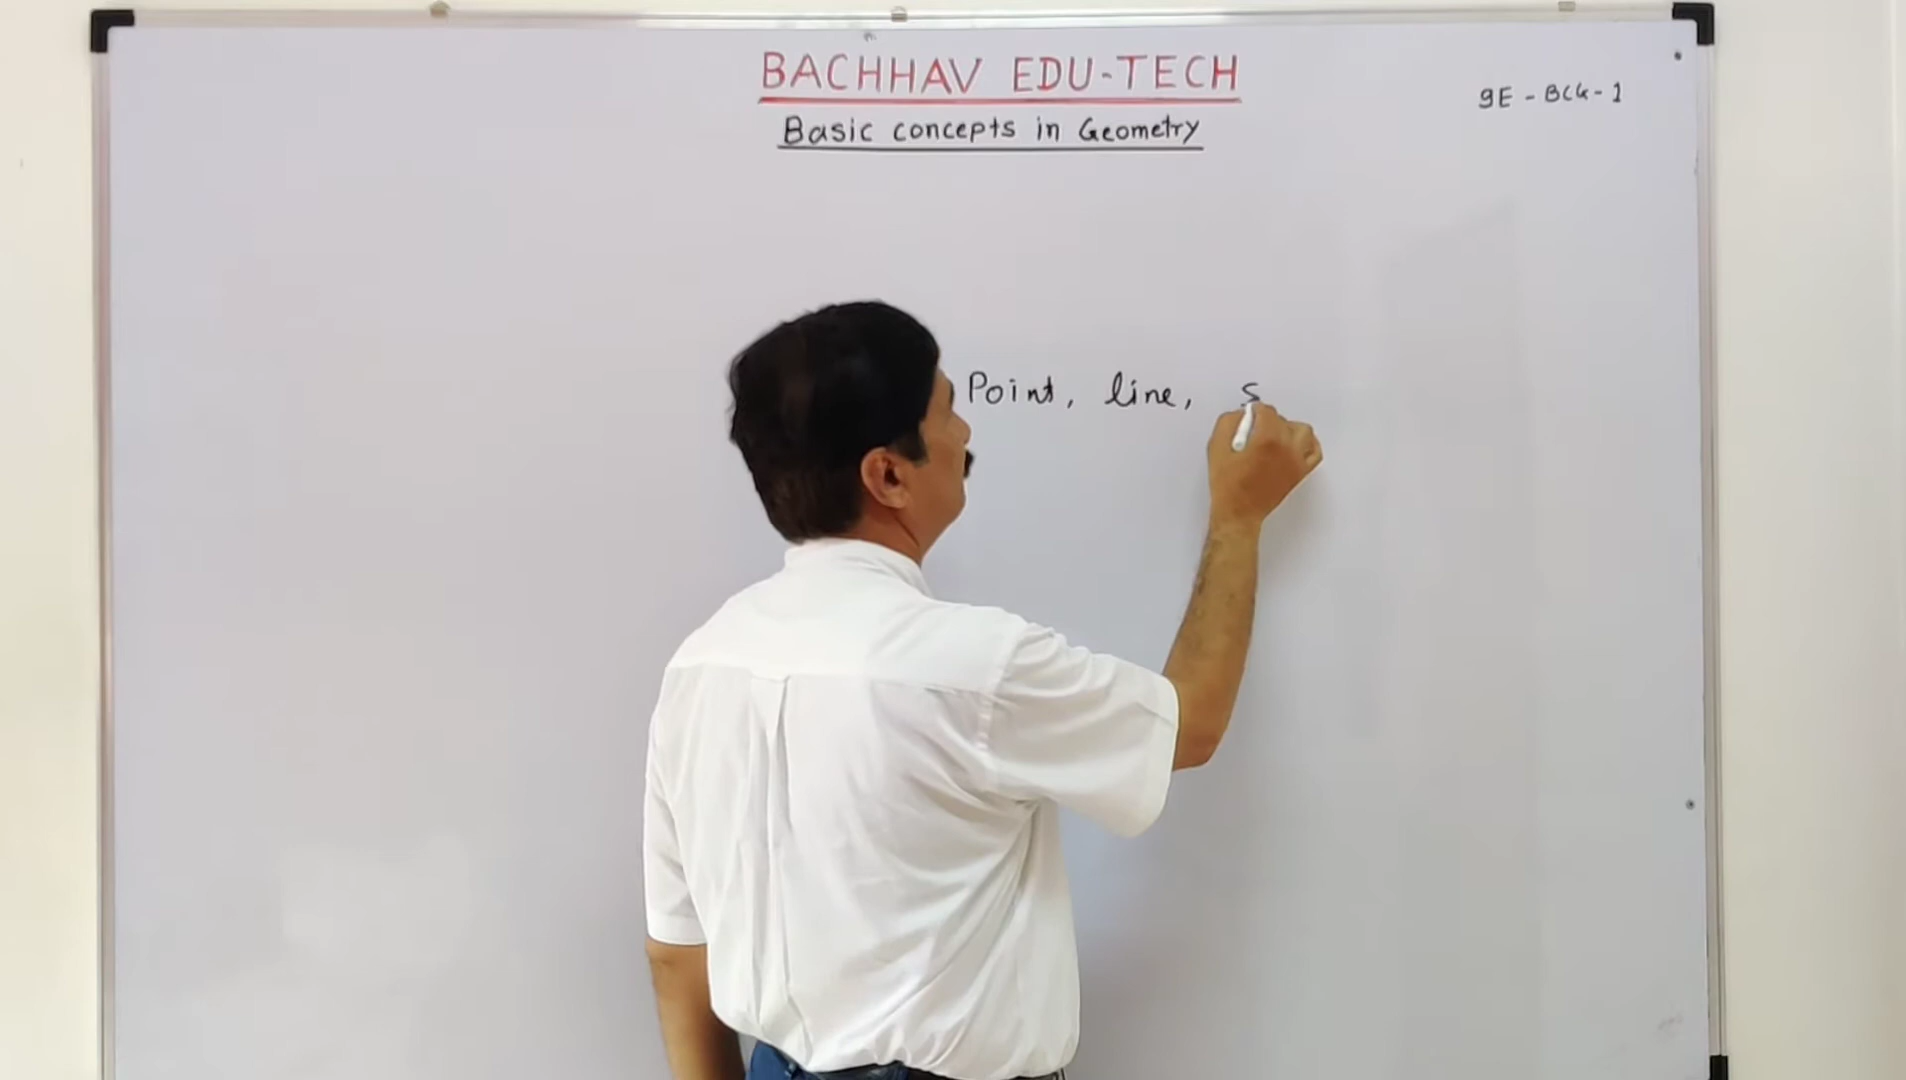 BACHHAV EDU-TECH
9E - BCG - 1
Basic concepts in Geometry
Point, line, s